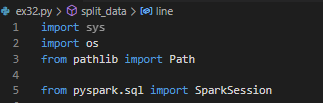 ex32.py > split_data > line
1 import sys
2 import os
3 from pathlib import Path
4
5 from pyspark.sql import SparkSession